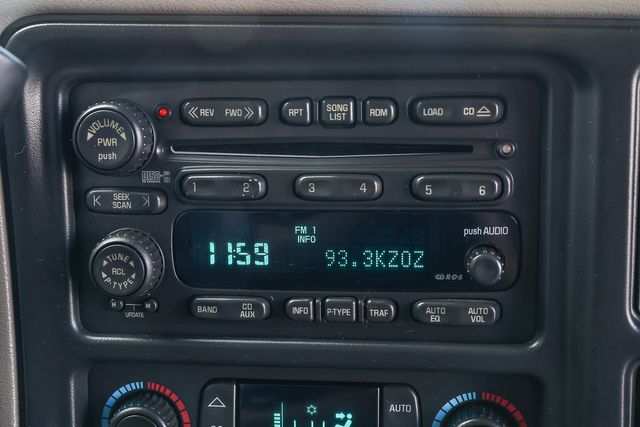 VOLUME
PWR
push
REV FWD
RPT
SONG LIST
RDM
LOAD CD
DISC
1 2
3 4
5 6
SEEK
SCAN
FM 1
INFO
11:59
93.3KZOZ
push AUDIO
R·D·S
TUNE
RCL
P-TYPE
H M
UPDATE
BAND
CD
AUX
INFO
P-TYPE
TRAF
AUTO
EQ
AUTO
VOL
AUTO